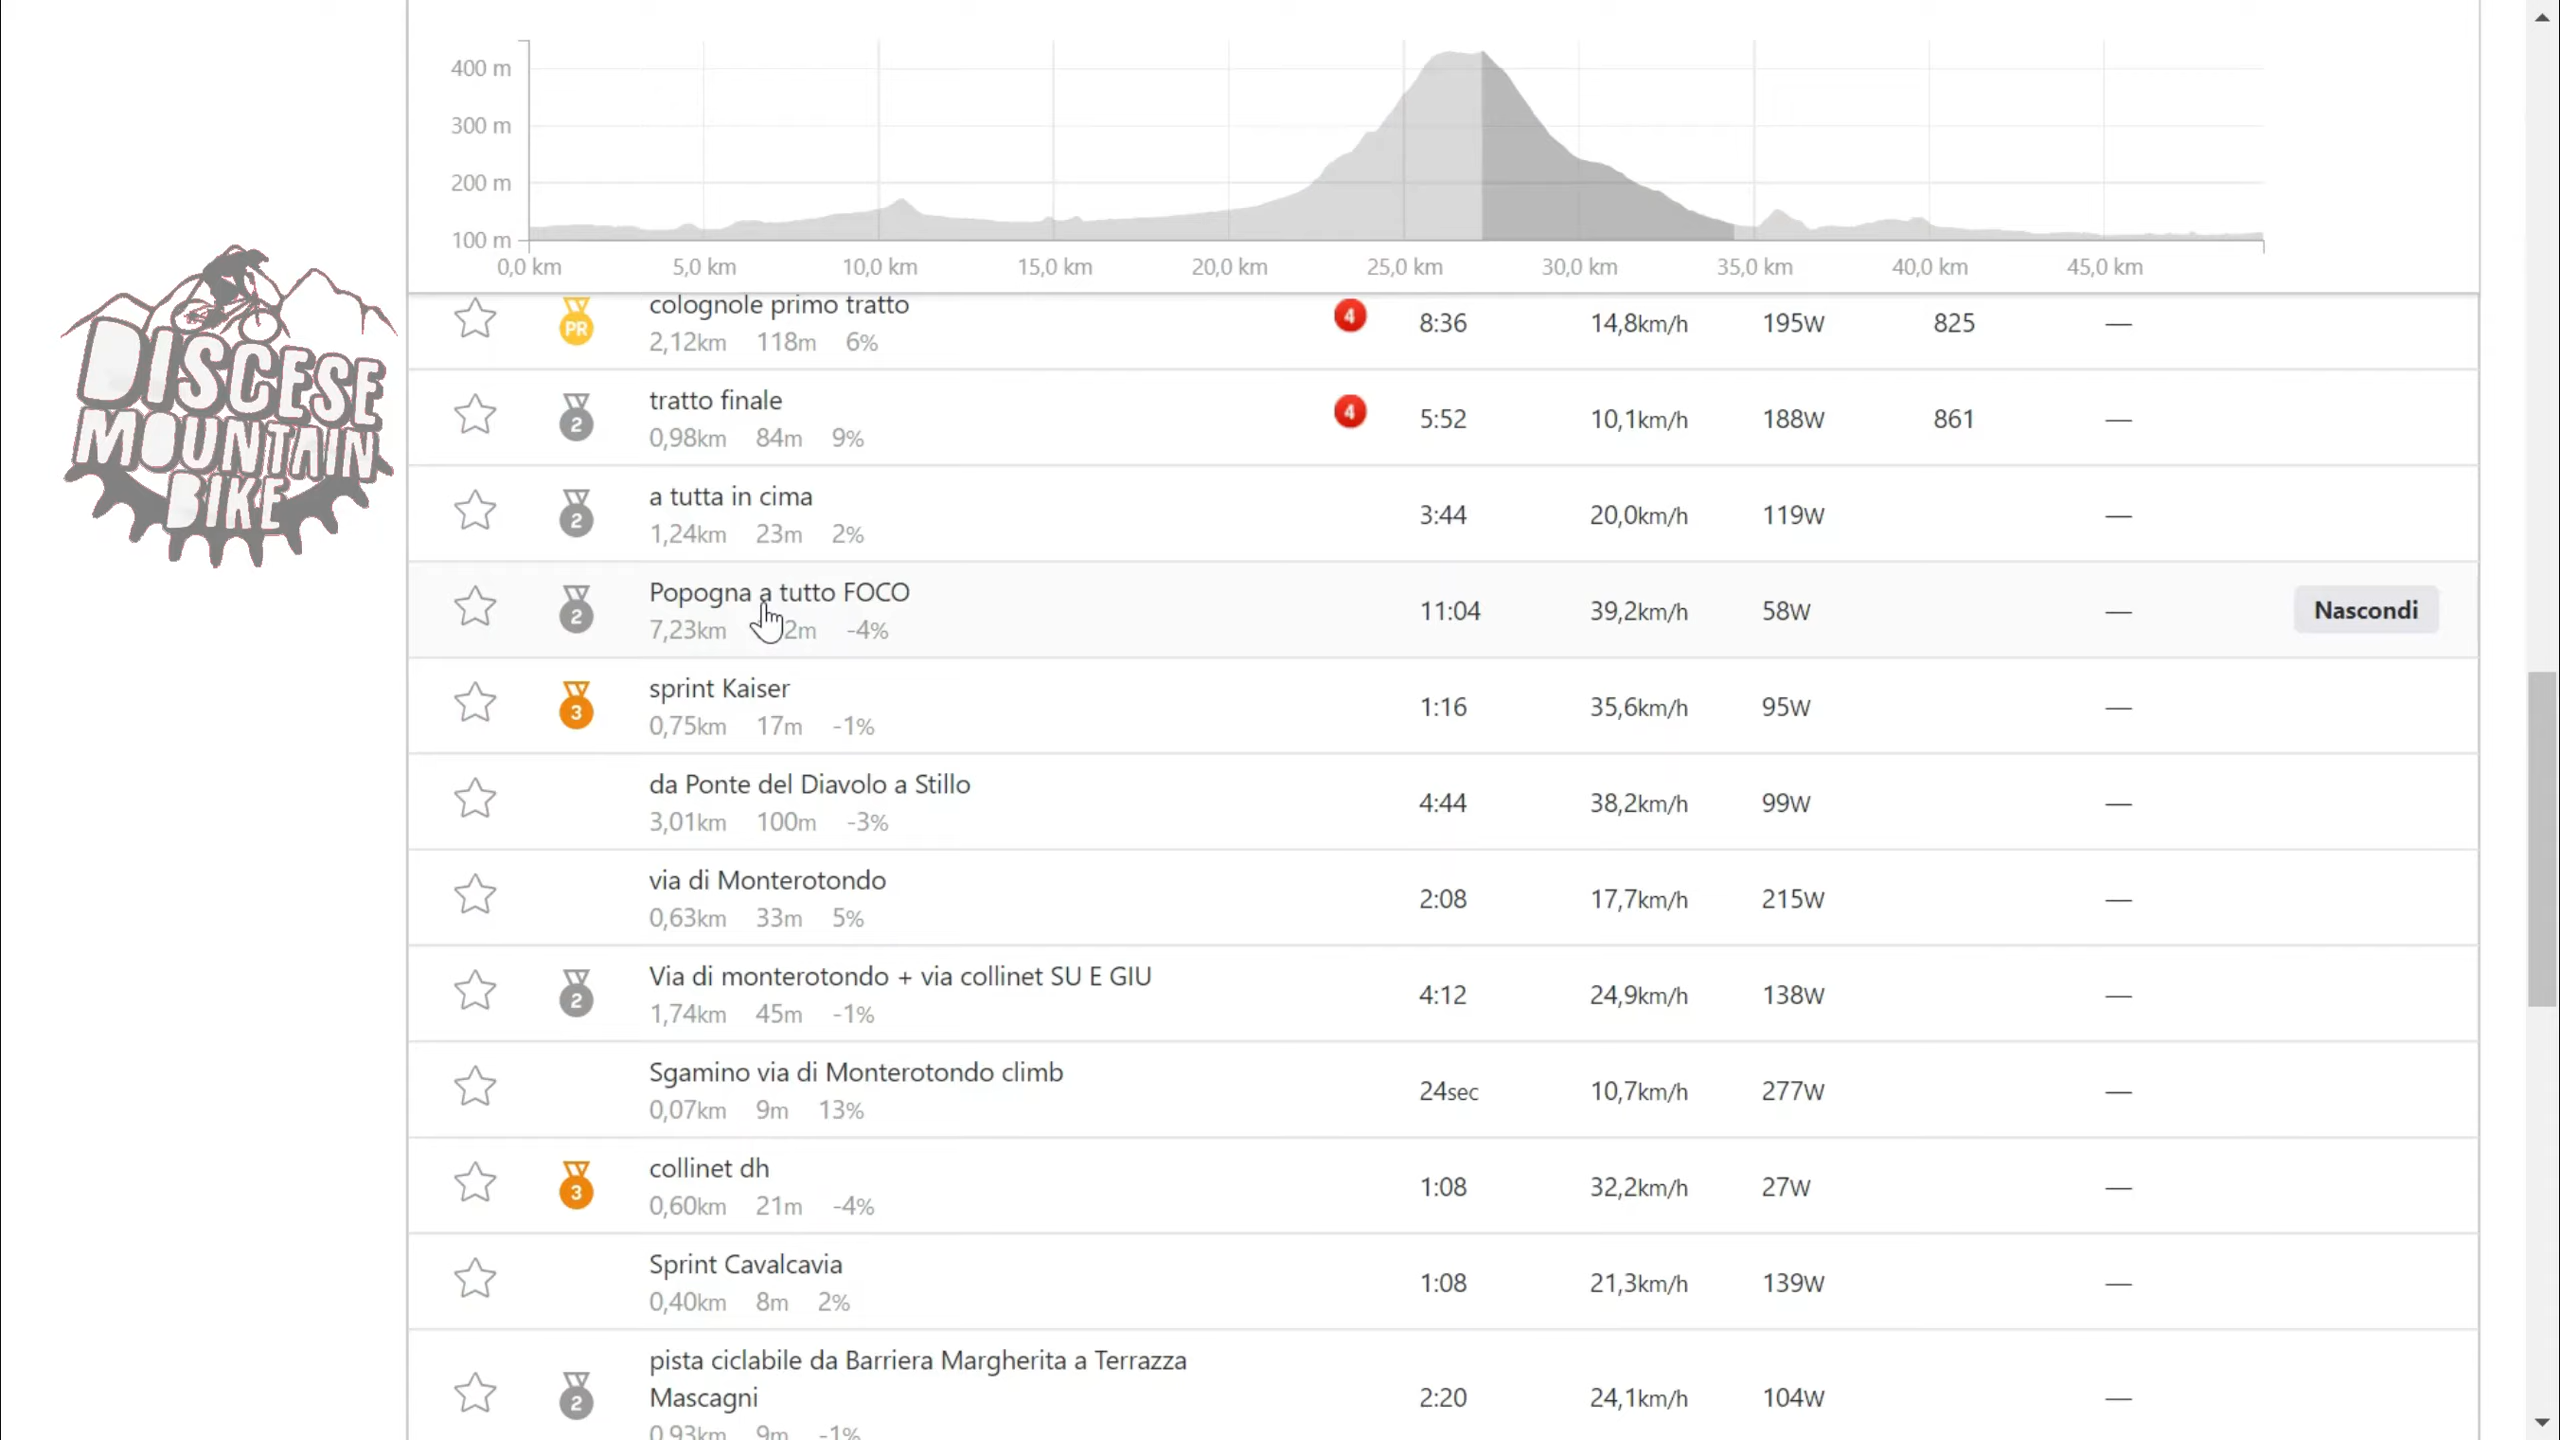 400 m
300 m
200 m
100 m
0,0 km 5,0 km 10,0 km 15,0 km 20,0 km 25,0 km 30,0 km 35,0 km 40,0 km 45,0 km
DISCESE
MOUNTAIN
BIKE
PR colognole primo tratto 4 8:36 14,8km/h 195W 825 —
2,12km 118m 6%
2 tratto finale 4 5:52 10,1km/h 188W 861 —
0,98km 84m 9%
2 a tutta in cima 3:44 20,0km/h 119W —
1,24km 23m 2%
2 Popogna a tutto FOCO 11:04 39,2km/h 58W — Nascondi
7,23km -4%
3 sprint Kaiser 1:16 35,6km/h 95W —
0,75km 17m -1%
da Ponte del Diavolo a Stillo 4:44 38,2km/h 99W —
3,01km 100m -3%
via di Monterotondo 2:08 17,7km/h 215W —
0,63km 33m 5%
2 Via di monterotondo + via collinet SU E GIU 4:12 24,9km/h 138W —
1,74km 45m -1%
Sgamino via di Monterotondo climb 24sec 10,7km/h 277W —
0,07km 9m 13%
3 collinet dh 1:08 32,2km/h 27W —
0,60km 21m -4%
Sprint Cavalcavia 1:08 21,3km/h 139W —
0,40km 8m 2%
pista ciclabile da Barriera Margherita a Terrazza
2 Mascagni 2:20 24,1km/h 104W —
0,93km 9m -1%